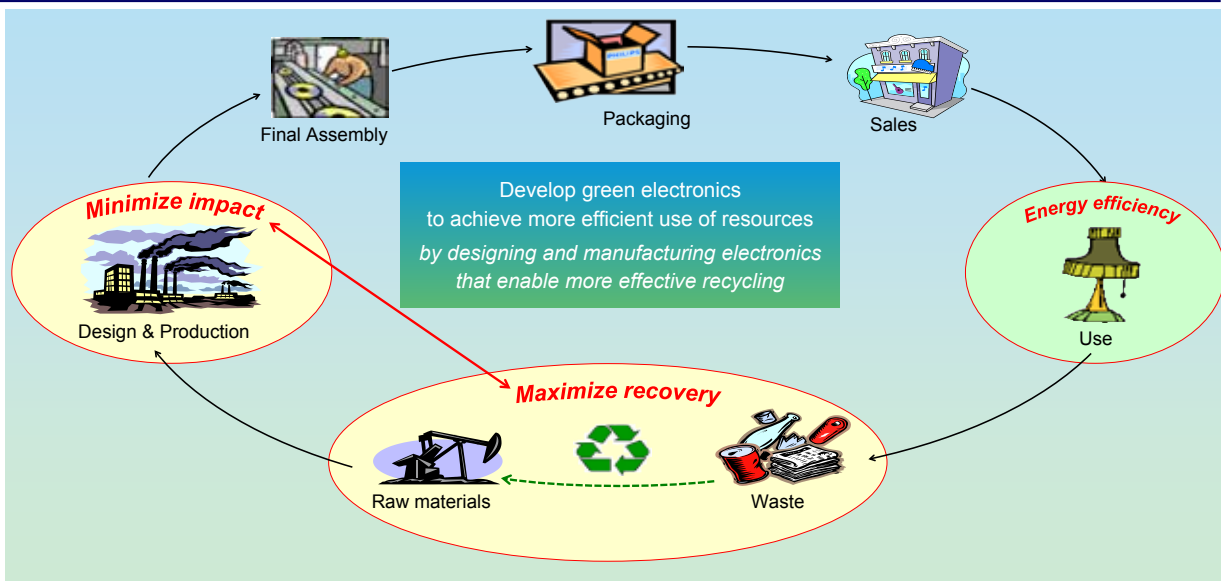 PHILIPS
Final Assembly
Packaging
Sales
Minimize impact
Design & Production
Develop green electronics
to achieve more efficient use of resources
by designing and manufacturing electronics
that enable more effective recycling
Energy efficiency
Use
Maximize recovery
Raw materials
Waste